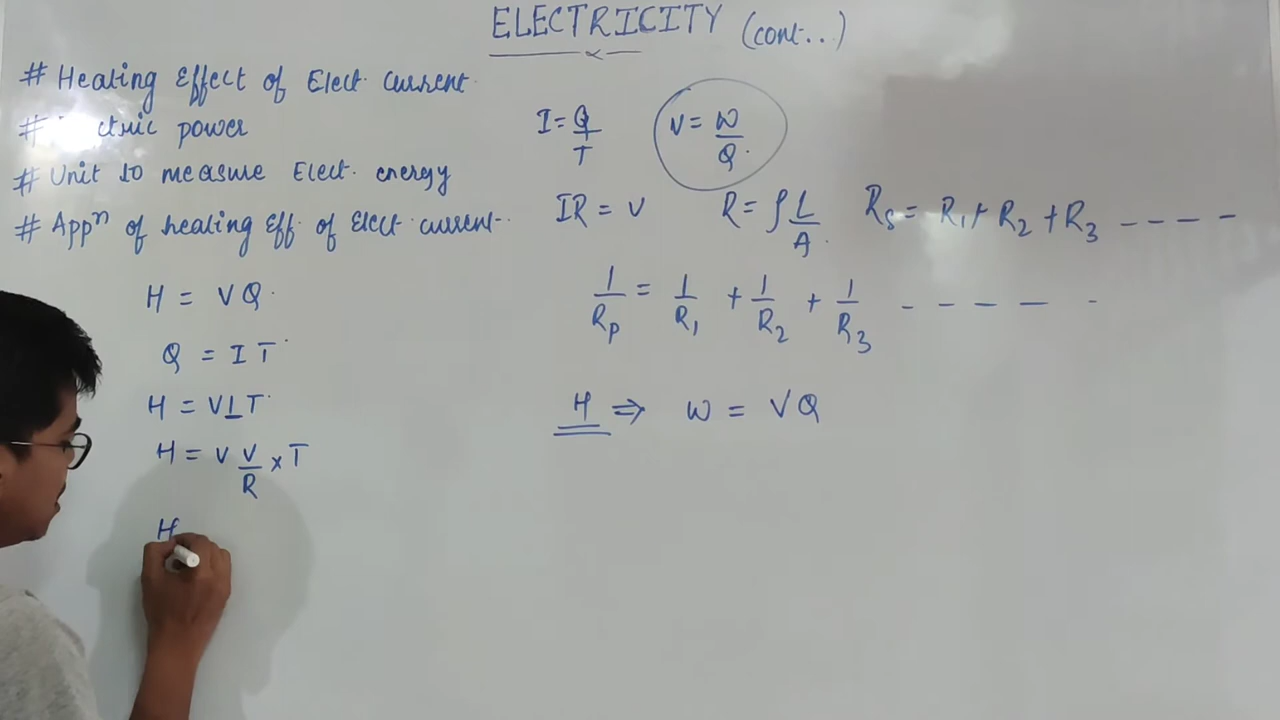 ELECTRICITY (cont...)
# Heating Effect of Elect. Current.
# power
# Unit to measure Elect. energy
# Appⁿ of heating Eff. of Elect. current.
H = VQ.
Q = IT
H = VIT
H = V V/R × T
H
I = Q/T
V = W/Q.
IR = V
R = ρ L/A.
Rs = R₁ + R₂ + R₃ - - - -
1/Rp = 1/R₁ + 1/R₂ + 1/R₃ - - - - -
H ⇒ W = VQ